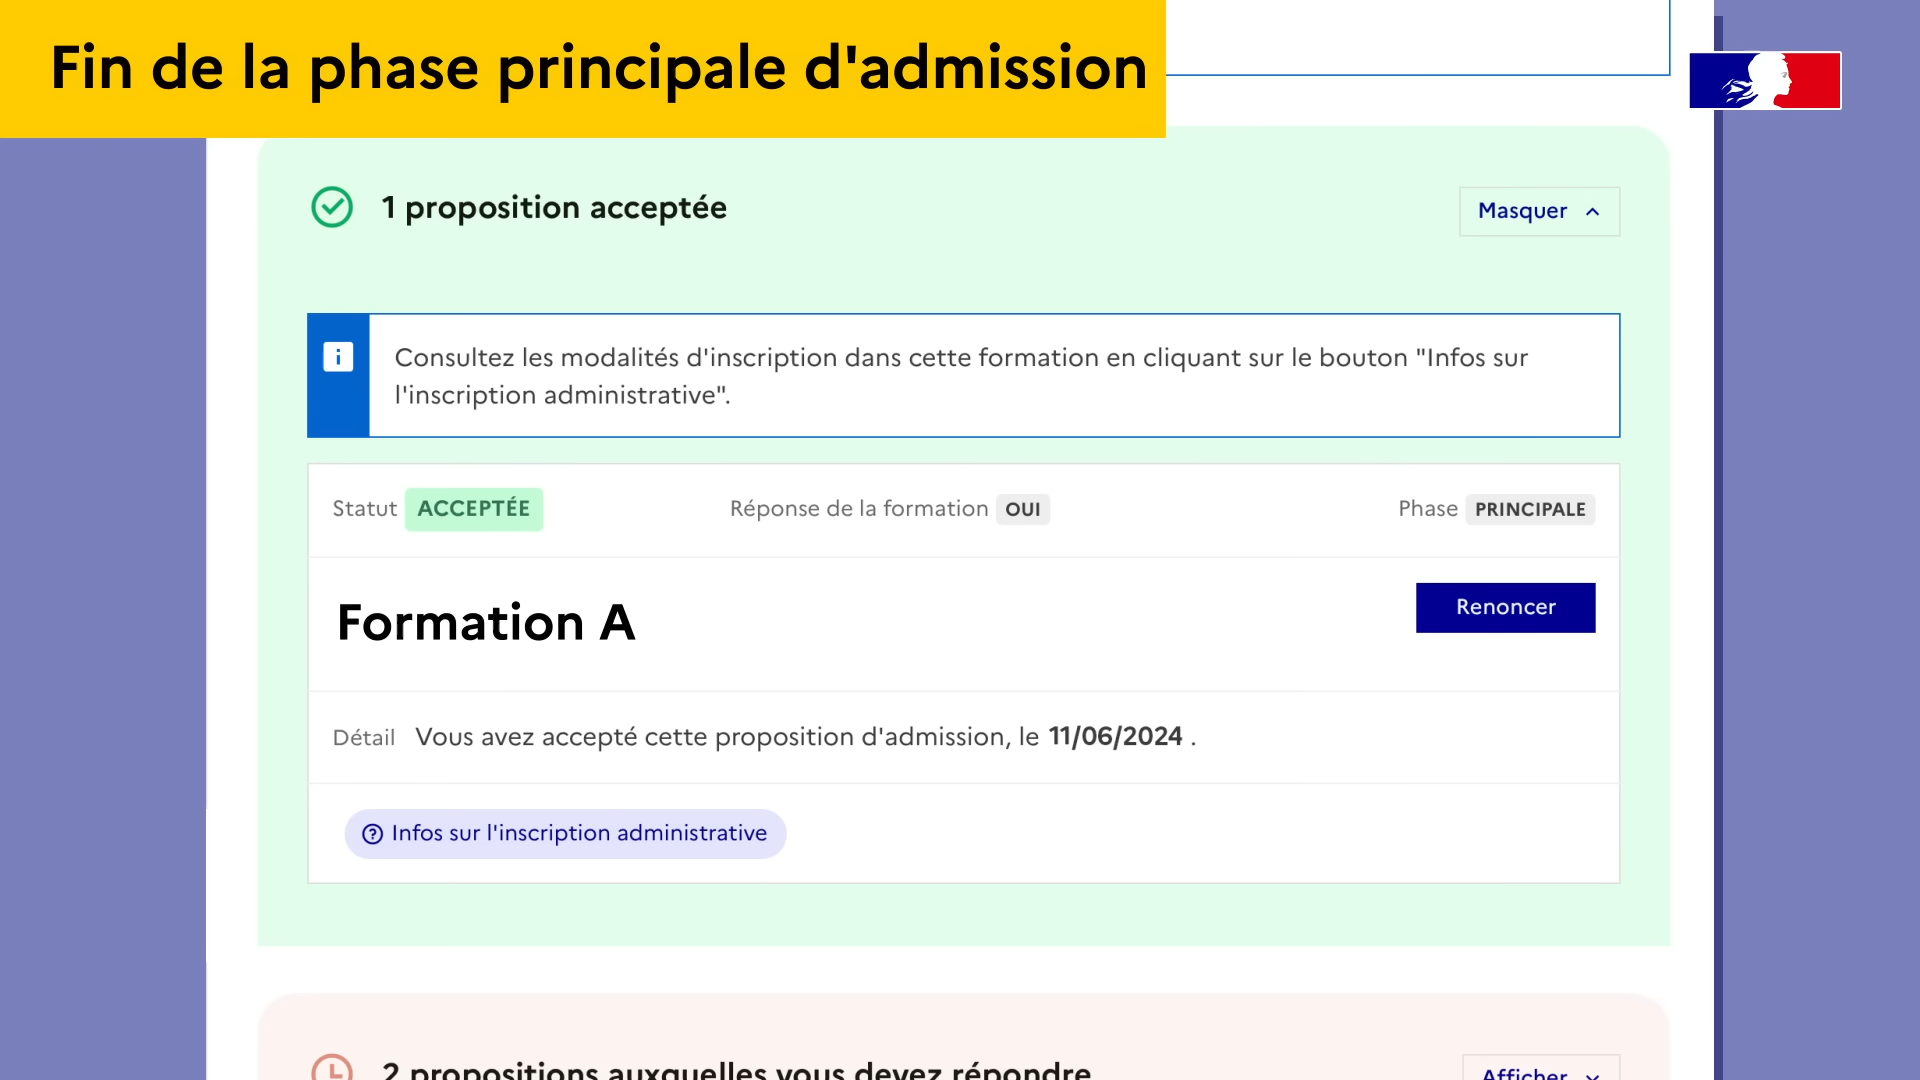 Fin de la phase principale d'admission
1 proposition acceptée
Masquer
Consultez les modalités d'inscription dans cette formation en cliquant sur le bouton "Infos sur
l'inscription administrative".
Statut ACCEPTÉE
Réponse de la formation OUI
Phase PRINCIPALE
Formation A
Renoncer
Détail Vous avez accepté cette proposition d'admission, le 11/06/2024 .
Infos sur l'inscription administrative
2 propositions auxquelles vous devez répondre
Afficher